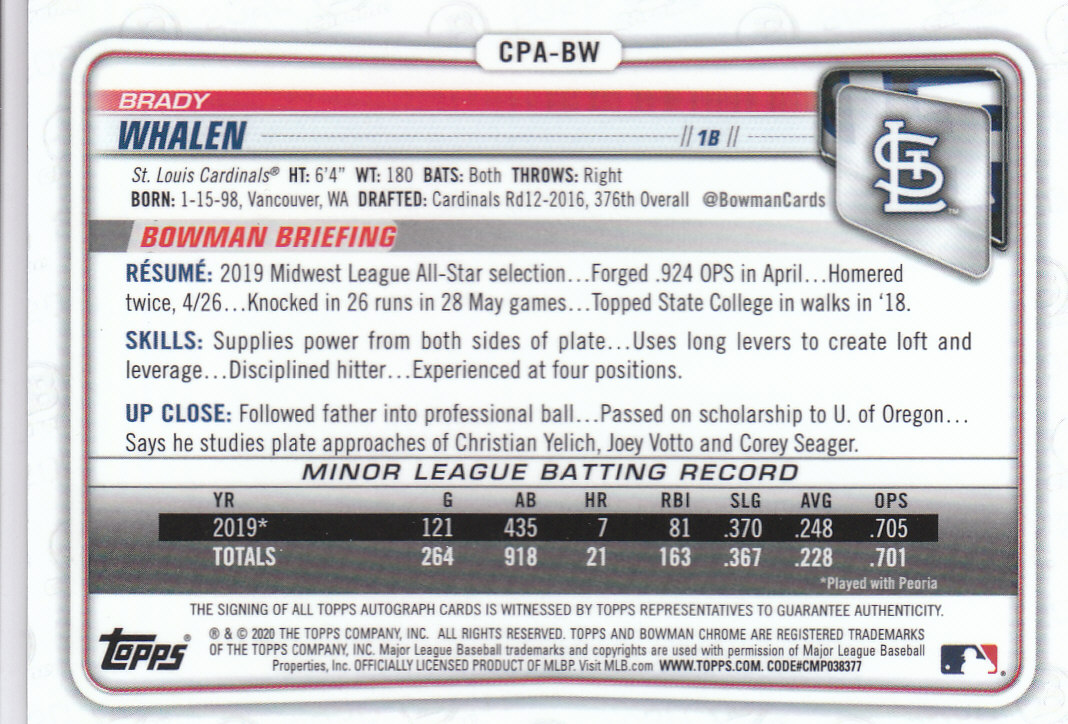 CPA-BW
BRADY
WHALEN // 1B //
St. Louis Cardinals® HT: 6'4" WT: 180 BATS: Both THROWS: Right
BORN: 1-15-98, Vancouver, WA DRAFTED: Cardinals Rd12-2016, 376th Overall @BowmanCards
STL™
BOWMAN BRIEFING
RÉSUMÉ: 2019 Midwest League All-Star selection...Forged .924 OPS in April...Homered
twice, 4/26...Knocked in 26 runs in 28 May games...Topped State College in walks in ‘18.
SKILLS: Supplies power from both sides of plate...Uses long levers to create loft and
leverage...Disciplined hitter...Experienced at four positions.
UP CLOSE: Followed father into professional ball...Passed on scholarship to U. of Oregon...
Says he studies plate approaches of Christian Yelich, Joey Votto and Corey Seager.
MINOR LEAGUE BATTING RECORD
YR G AB HR RBI SLG AVG OPS
2019* 121 435 7 81 .370 .248 .705
TOTALS 264 918 21 163 .367 .228 .701
*Played with Peoria
THE SIGNING OF ALL TOPPS AUTOGRAPH CARDS IS WITNESSED BY TOPPS REPRESENTATIVES TO GUARANTEE AUTHENTICITY.
Topps®
® & © 2020 THE TOPPS COMPANY, INC. ALL RIGHTS RESERVED. TOPPS AND BOWMAN CHROME ARE REGISTERED TRADEMARKS
OF THE TOPPS COMPANY, INC. Major League Baseball trademarks and copyrights are used with permission of Major League Baseball
Properties, Inc. OFFICIALLY LICENSED PRODUCT OF MLBP. Visit MLB.com WWW.TOPPS.COM. CODE#CMP038377